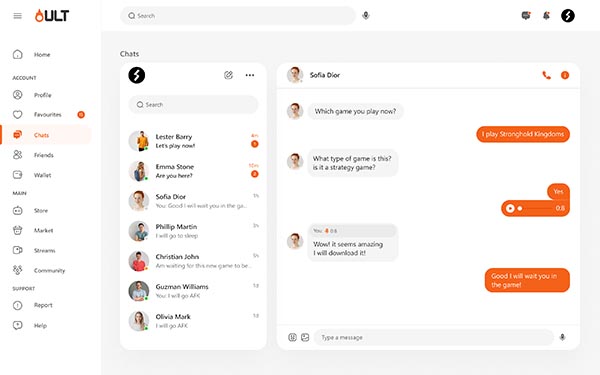 ULT
Search
Home
ACCOUNT
Profile
Favourites
Chats
Friends
Wallet
MAIN
Store
Market
Streams
Community
SUPPORT
Report
Help
Chats
Search
Lester Barry
4m
Let's play now!
1
Emma Stone
10m
Are you here?
2
Sofia Dior
1h
You: Good I will wait you in the ga...
Phillip Martin
3h
I will go to sleep
Christian John
5h
Am waiting for this new game to be...
Guzman Williams
1d
You: I will go AFK
Olivia Mark
1d
I will go AFK
Sofia Dior
Which game you play now?
I play Stronghold Kingdoms
What type of game is this?
is it a strategy game?
Yes
0:8
You
0:8
Wow! it seems amazing
I will download it!
Good I will wait you in
the game!
Type a message